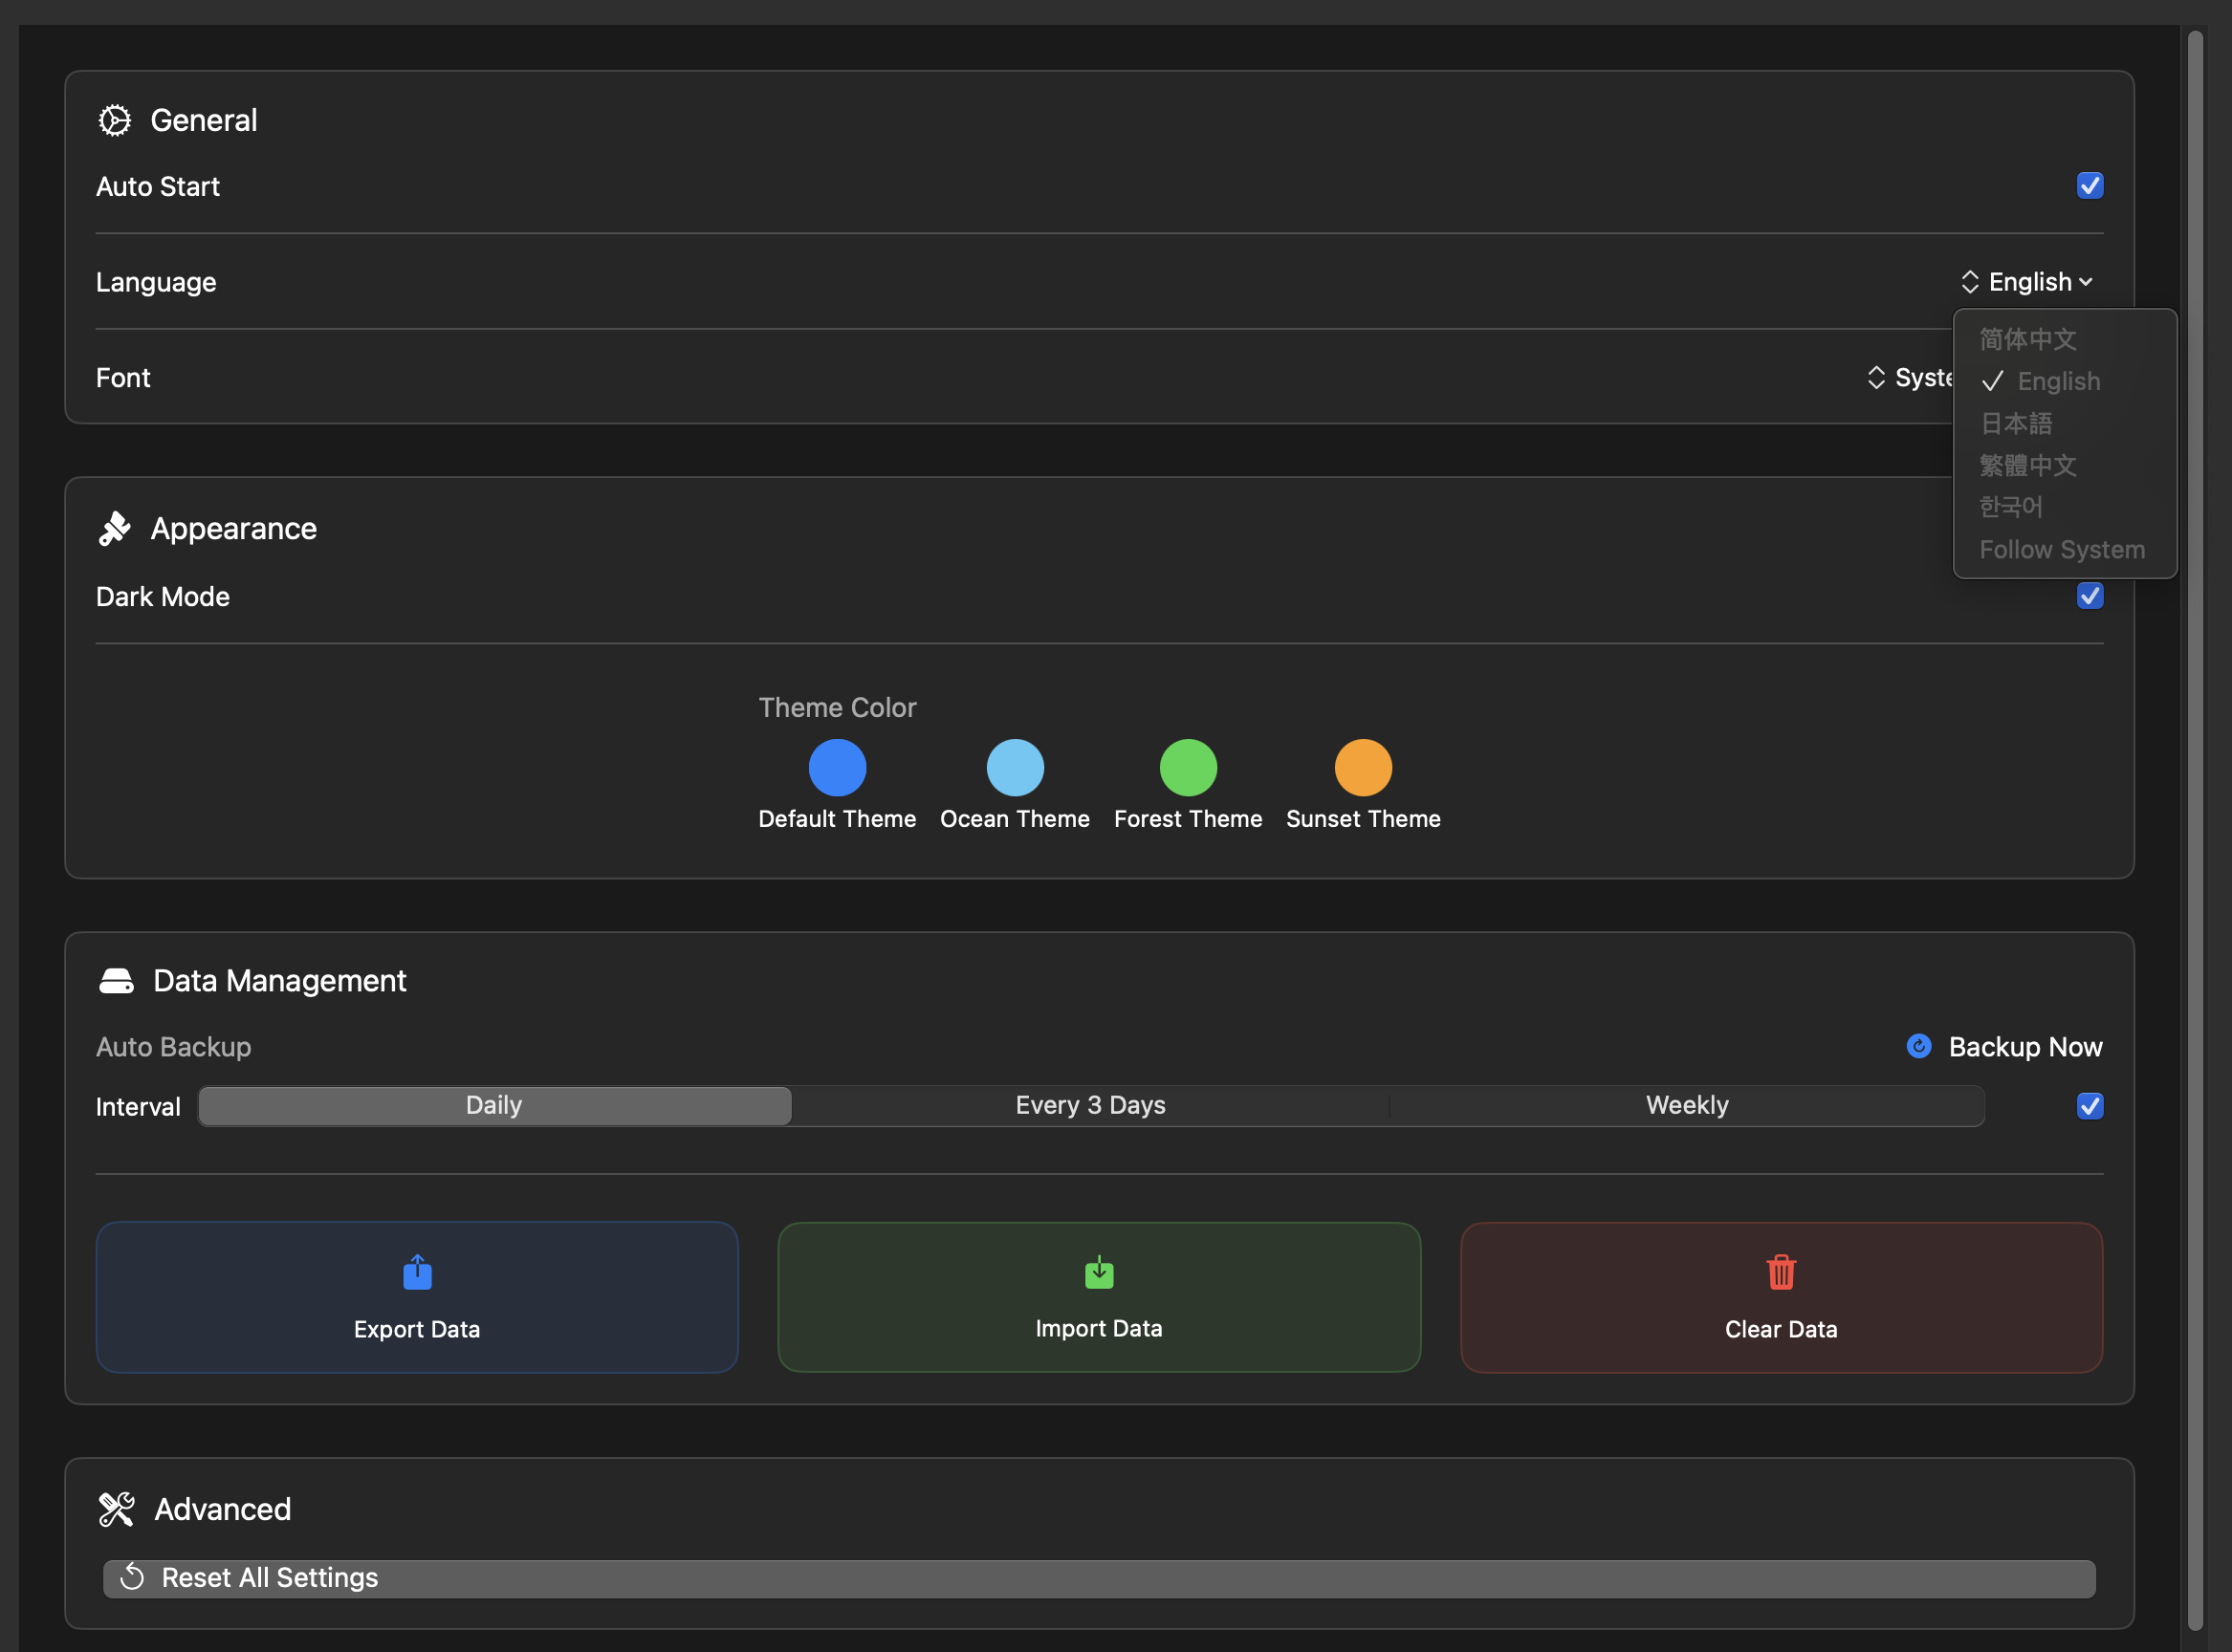 General
Auto Start
Language
English
简体中文
English
日本語
繁體中文
한국어
Follow System
Font
Appearance
Dark Mode
Theme Color
Default Theme
Ocean Theme
Forest Theme
Sunset Theme
Data Management
Auto Backup
Backup Now
Interval
Daily
Every 3 Days
Weekly
Export Data
Import Data
Clear Data
Advanced
Reset All Settings